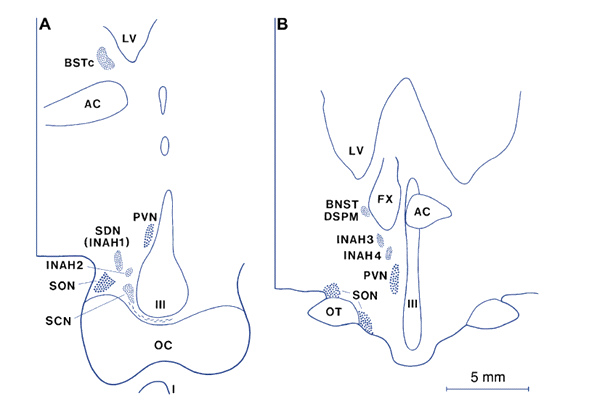 A
LV
BSTc
AC
PVN
SDN
(INAH1)
INAH2
SON
SCN
III
OC
I
B
LV
FX
BNST
DSPM
AC
INAH3
INAH4
PVN
SON
III
OT
5 mm